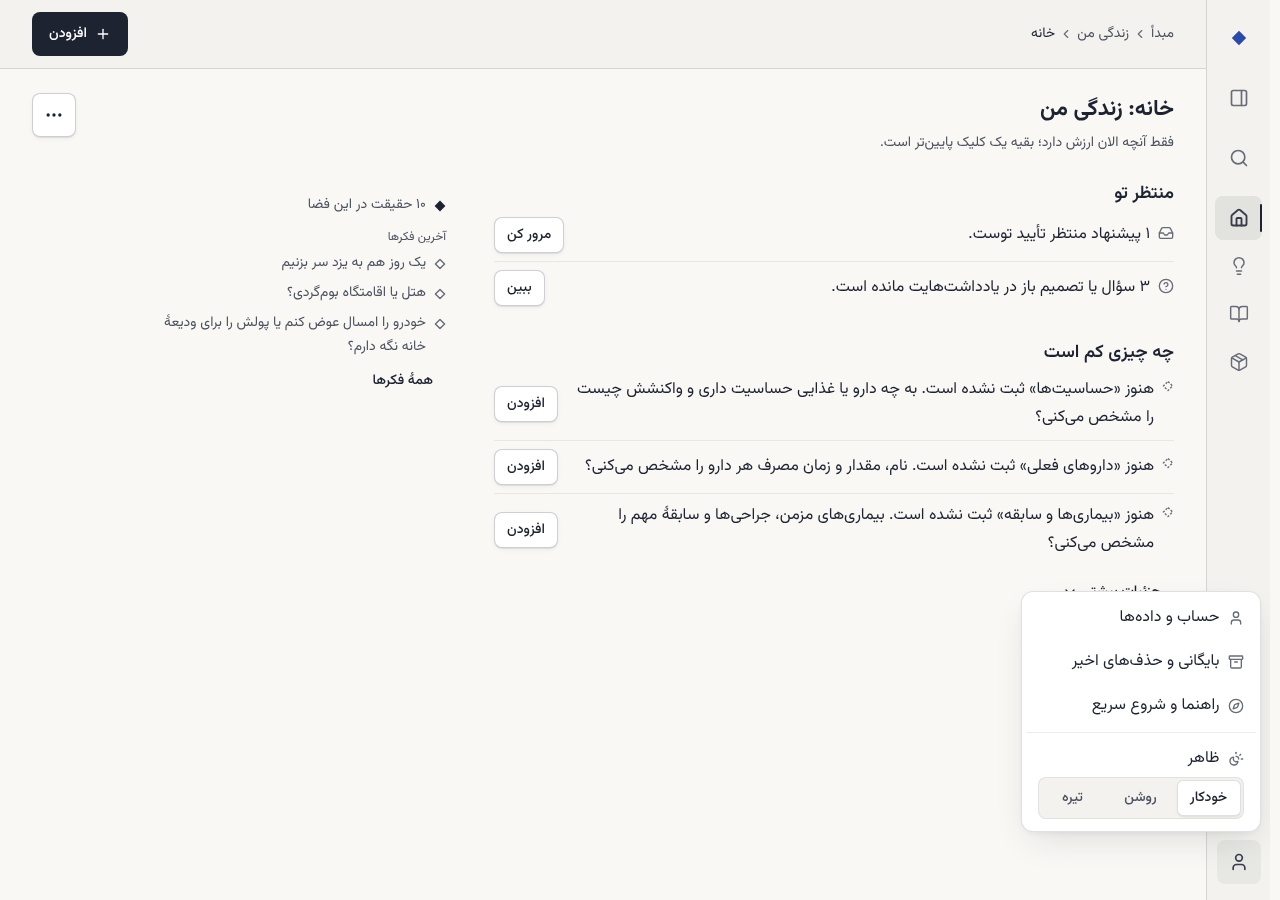 مبدأ › زندگی من › خانه
افزودن
خانه: زندگی من
فقط آنچه الان ارزش دارد؛ بقیه یک کلیک پایین‌تر است.
منتظر تو
۱ پیشنهاد منتظر تأیید توست.
مرور کن
۳ سؤال یا تصمیم باز در یادداشت‌هایت مانده است.
ببین
چه چیزی کم است
هنوز «حساسیت‌ها» ثبت نشده است. به چه دارو یا غذایی حساسیت داری و واکنشش چیست
را مشخص می‌کنی؟
افزودن
هنوز «داروهای فعلی» ثبت نشده است. نام، مقدار و زمان مصرف هر دارو را مشخص می‌کنی؟
افزودن
هنوز «بیماری‌ها و سابقه» ثبت نشده است. بیماری‌های مزمن، جراحی‌ها و سابقهٔ مهم را
مشخص می‌کنی؟
افزودن
۱۰ حقیقت در این فضا
آخرین فکرها
یک روز هم به یزد سر بزنیم
هتل یا اقامتگاه بوم‌گردی؟
خودرو را امسال عوض کنم یا پولش را برای ودیعهٔ
خانه نگه دارم؟
همهٔ فکرها
حساب و داده‌ها
بایگانی و حذف‌های اخیر
راهنما و شروع سریع
ظاهر
خودکار
روشن
تیره